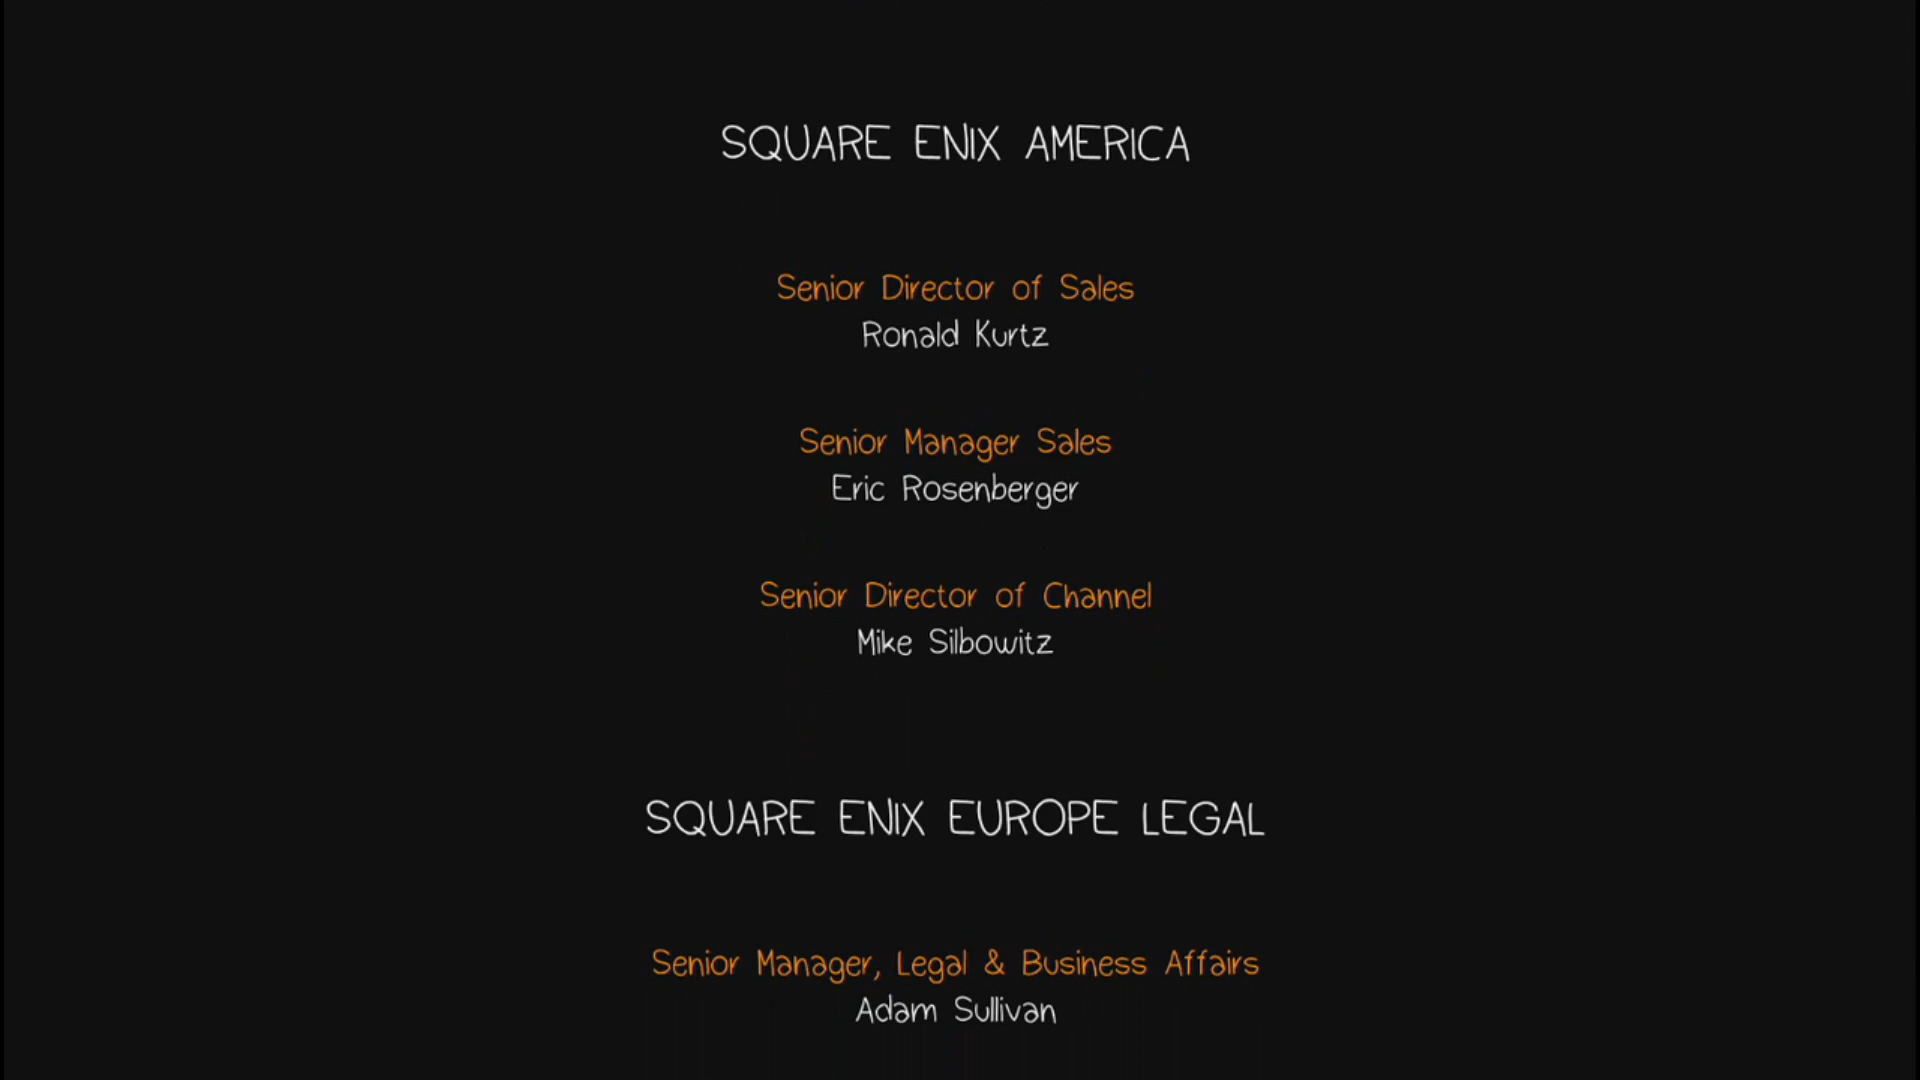 SQUARE ENIX AMERICA
Senior Director of Sales
Ronald Kurtz
Senior Manager Sales
Eric Rosenberger
Senior Director of Channel
Mike Silbowitz
SQUARE ENIX EUROPE LEGAL
Senior Manager, Legal & Business Affairs
Adam Sullivan